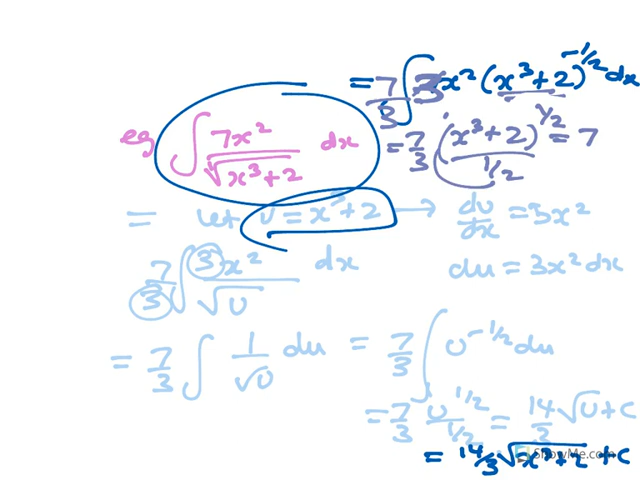 = 7/3 ∫ 3x² (x³+2)^-1/2 dx
eg ∫ 7x²/√(x³+2) dx = 7/3 (x³+2)^1/2 / 1/2 = 7
= let U = x³+2 → du/dx = 3x²
7/3 ∫ 3x²/√U dx du = 3x² dx
= 7/3 ∫ 1/√U du = 7/3 ∫ U^-1/2 du
= 7/3 U^1/2 / 1/2 = 14/3 √U + C
ShowMe.com
= 14/3 √(x³+2) + C